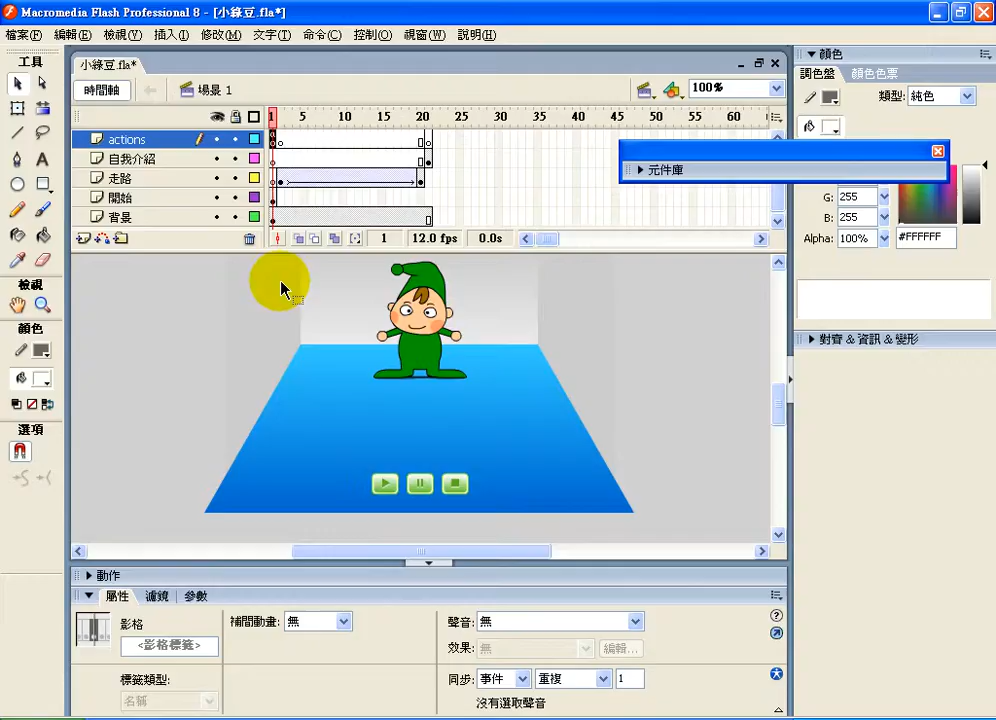 Macromedia Flash Professional 8 - [小綠豆.fla*]
檔案(F) 編輯(E) 檢視(V) 插入(I) 修改(M) 文字(T) 命令(C) 控制(O) 視窗(W) 說明(H)
工具
小綠豆.fla*
時間軸
場景 1
100%
1 5 10 15 20 25 30 35 40 45 50 55 60
actions
自我介紹
走路
開始
背景
1 12.0 fps 0.0s
檢視
顏色
選項
顏色
調色盤 顏色色票
類型: 純色
元件庫
G: 255
B: 255
Alpha: 100% #FFFFFF
對齊 & 資訊 & 變形
動作
屬性 濾鏡 參數
影格
<影格標籤>
標籤類型:
名稱
補間動畫: 無
聲音: 無
效果: 無 編輯...
同步: 事件 重複 1
沒有選取聲音